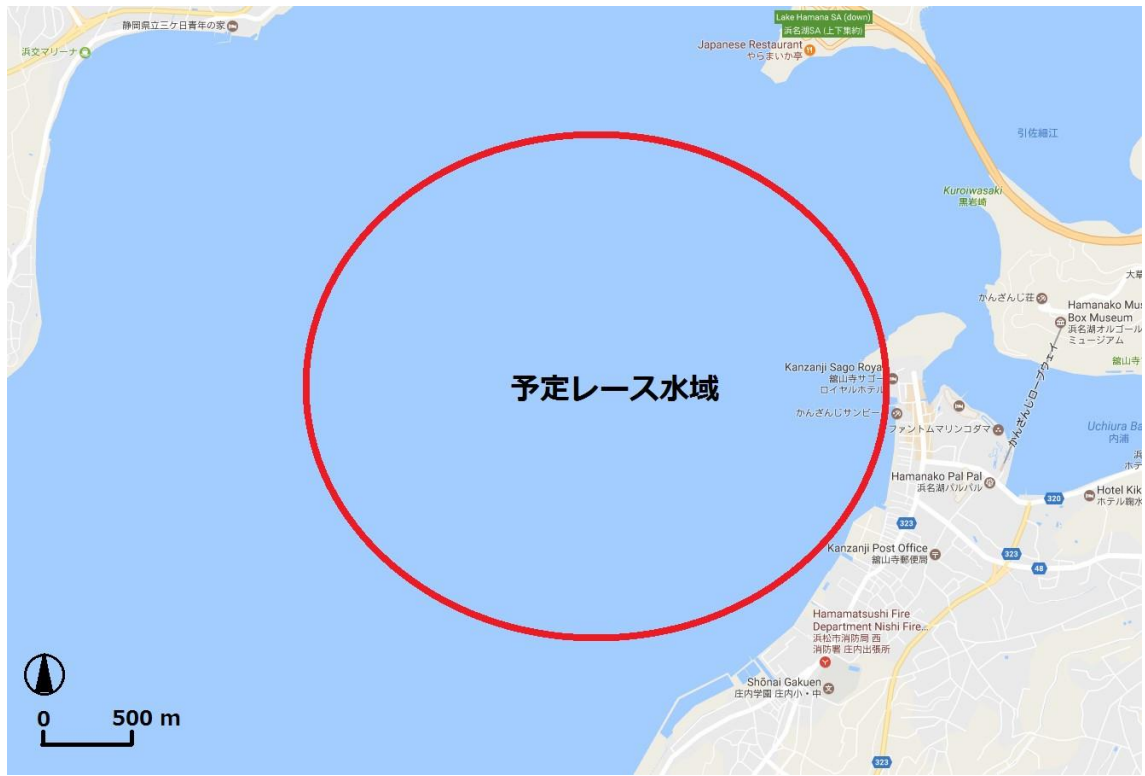 静岡県立三ケ日青年の家
浜交マリーナ
Lake Hamana SA (down)
浜名湖SA (上下集約)
Japanese Restaurant
やらまいか亭
引佐細江
Kuroiwasaki
黒岩崎
大草
かんざんじ荘
Hamanako Mus
Box Museum
浜名湖オルゴール
ミュージアム
舘山寺
Kanzanji Sago Royal
舘山寺サゴー
ロイヤルホテル
予定レース水域
かんざんじサンビーチ
ファントムマリンコダマ
かんざんじロープウェイ
Uchiura Ba
内浦
浜
ホテ
Hamanako Pal Pal
浜名湖パルパル
320
Hotel Kik
ホテル鞠水
323
Kanzanji Post Office
舘山寺郵便局
323
48
Hamamatsushi Fire
Department Nishi Fire...
浜松市消防局 西
消防署 庄内出張所
Shōnai Gakuen
庄内学園 庄内小・中
0 500 m
323